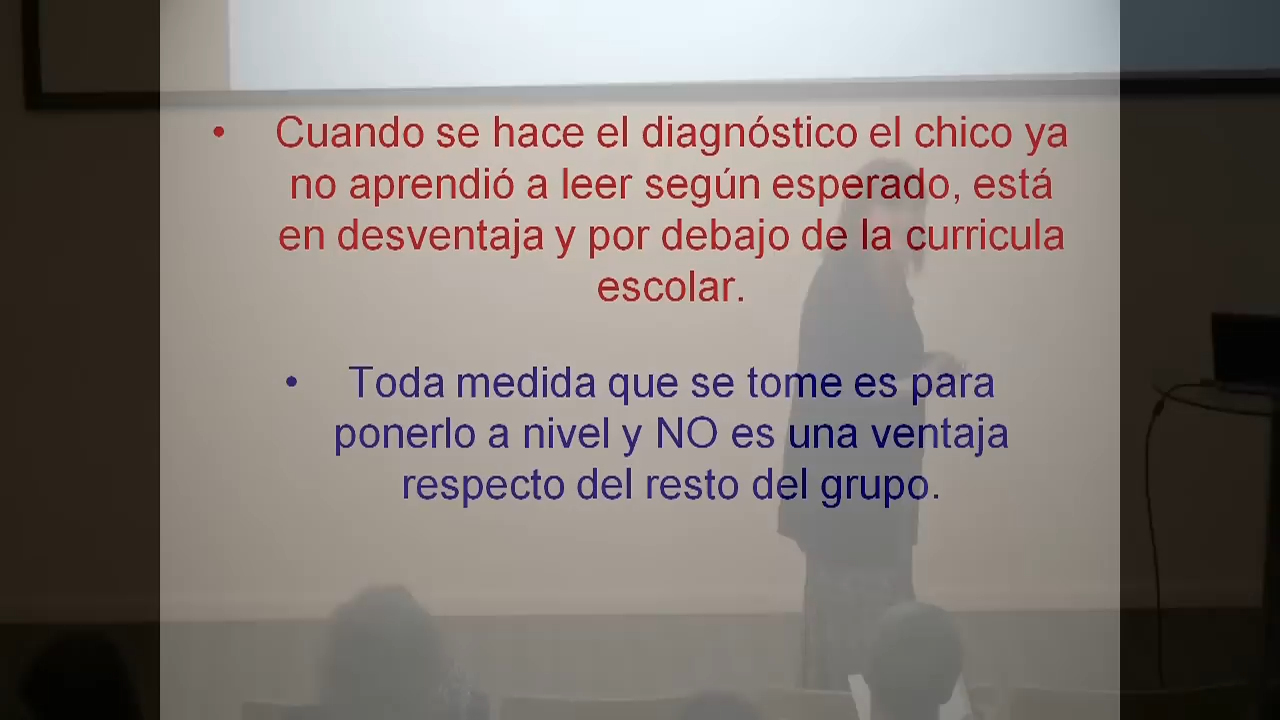 • Cuando se hace el diagnóstico el chico ya
no aprendió a leer según esperado, está
en desventaja y por debajo de la curricula
escolar.
• Toda medida que se tome es para
ponerlo a nivel y NO es una ventaja
respecto del resto del grupo.